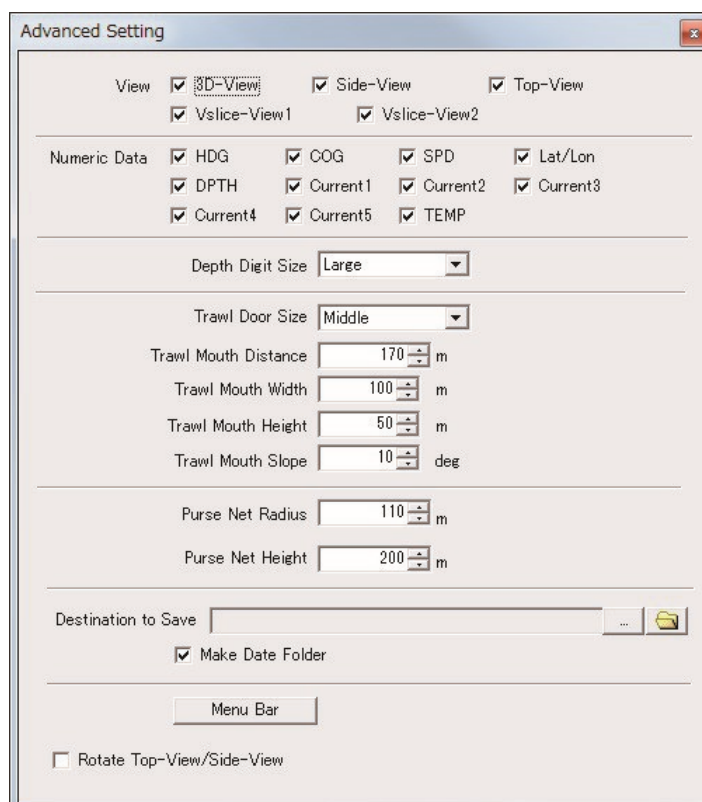 Advanced Setting
x
View 3D-View Side-View Top-View
Vslice-View1 Vslice-View2
Numeric Data HDG COG SPD Lat/Lon
DPTH Current1 Current2 Current3
Current4 Current5 TEMP
Depth Digit Size Large
Trawl Door Size Middle
Trawl Mouth Distance 170 m
Trawl Mouth Width 100 m
Trawl Mouth Height 50 m
Trawl Mouth Slope 10 deg
Purse Net Radius 110 m
Purse Net Height 200 m
Destination to Save ...
Make Date Folder
Menu Bar
Rotate Top-View/Side-View